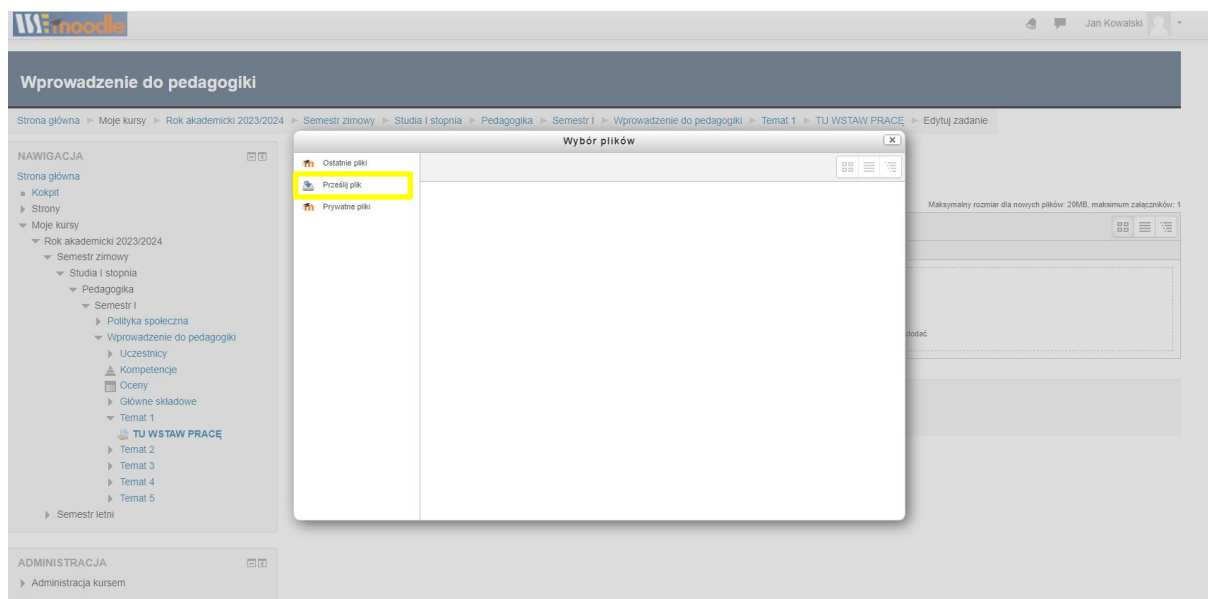 WSEmoodle
Jan Kowalski
Wprowadzenie do pedagogiki
Strona główna Moje kursy Rok akademicki 2023/2024 Semestr zimowy Studia I stopnia Pedagogika Semestr I Wprowadzenie do pedagogiki Temat 1 TU WSTAW PRACĘ Edytuj zadanie
NAWIGACJA
Strona główna
Kokpit
Strony
Moje kursy
Rok akademicki 2023/2024
Semestr zimowy
Studia I stopnia
Pedagogika
Semestr I
Polityka społeczna
Wprowadzenie do pedagogiki
Uczestnicy
Kompetencje
Oceny
Główne składowe
Temat 1
TU WSTAW PRACĘ
Temat 2
Temat 3
Temat 4
Temat 5
Semestr letni
ADMINISTRACJA
Administracja kursem
Wybór plików
Ostatnie pliki
Prześlij plik
Prywatne pliki
Maksymalny rozmiar dla nowych plików: 20MB, maksimum załączników: 1
dodać.